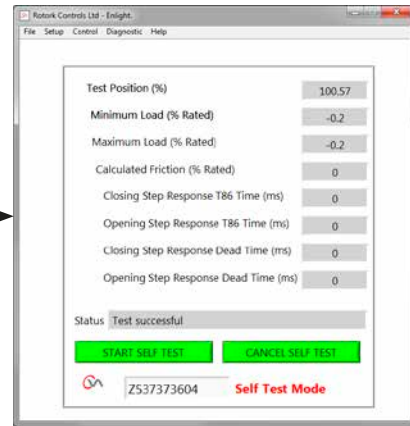 Rotork Controls Ltd - Enlight.
File Setup Control Diagnostic Help
Test Position (%) 100.57
Minimum Load (% Rated) -0.2
Maximum Load (% Rated) -0.2
Calculated Friction (% Rated) 0
Closing Step Response T86 Time (ms) 0
Opening Step Response T86 Time (ms) 0
Closing Step Response Dead Time (ms) 0
Opening Step Response Dead Time (ms) 0
Status Test successful
START SELF TEST CANCEL SELF TEST
Z537373604 Self Test Mode